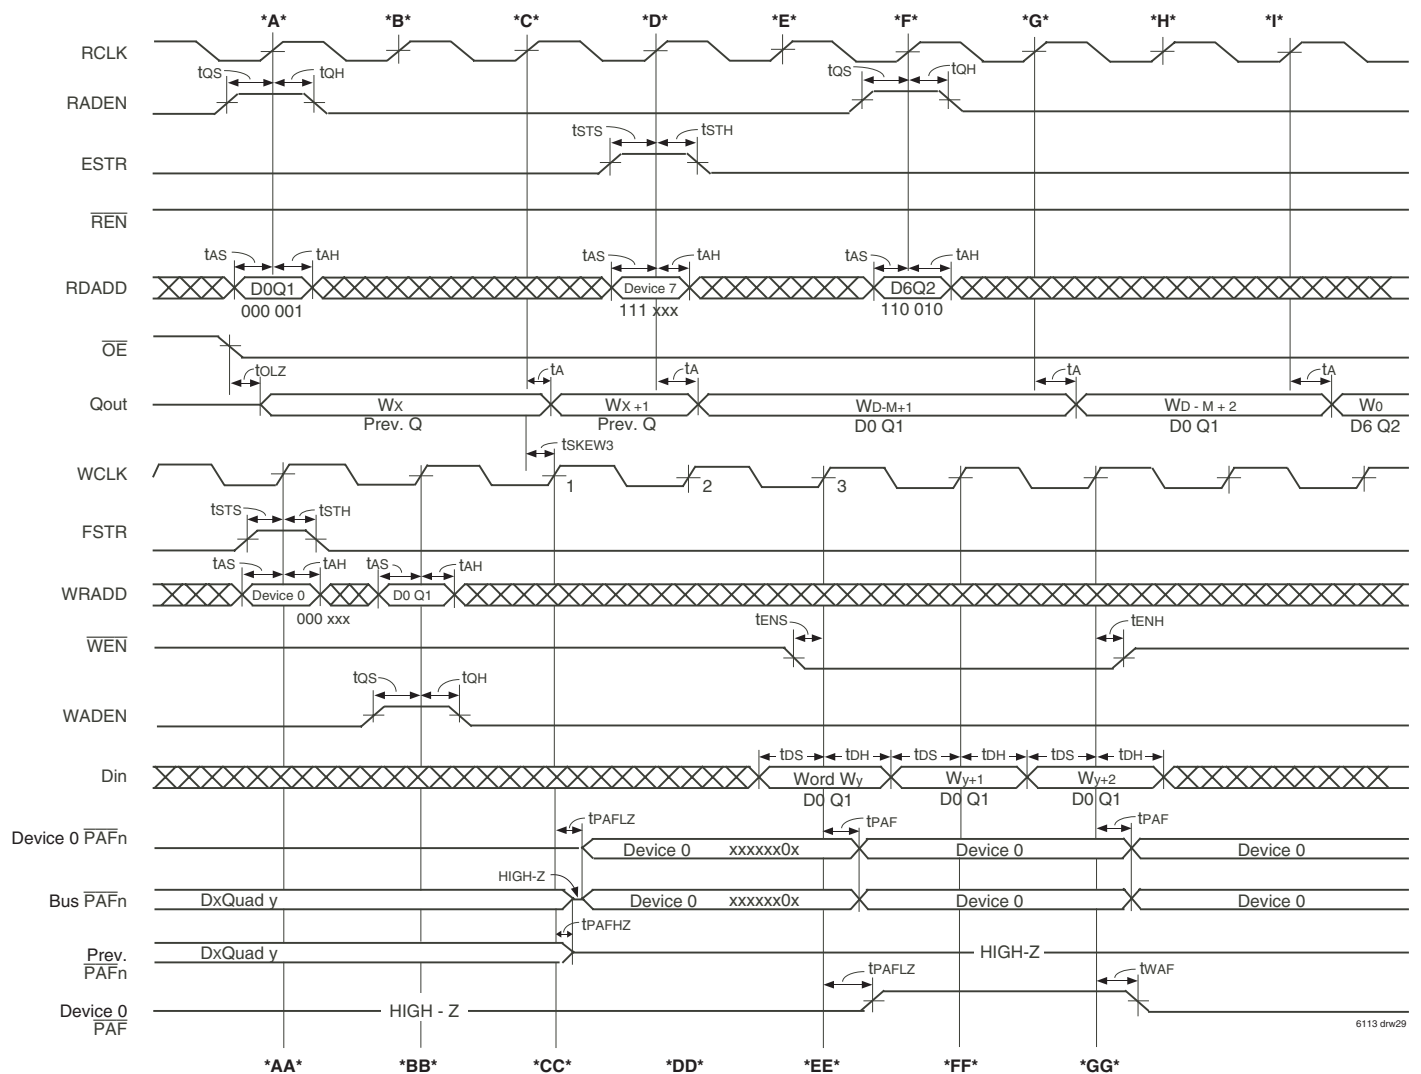 *A* *B* *C* *D* *E* *F* *G* *H* *I*
RCLK
tQS tQH tQS tQH
RADEN
tSTS tSTH
ESTR
REN
tAS tAH tAS tAH tAS tAH
RDADD D0Q1 Device 7 D6Q2
000 001 111 xxx 110 010
OE
tOLZ tA tA tA tA
Qout WX WX +1 WD-M+1 WD - M + 2 W0
Prev. Q Prev. Q D0 Q1 D0 Q1 D6 Q2
tSKEW3
WCLK 1 2 3
tSTS tSTH
FSTR
tAS tAH tAS tAH
WRADD Device 0 D0 Q1
000 xxx
tENS tENH
WEN
tQS tQH
WADEN
tDS tDH tDS tDH tDS tDH
Din Word Wy Wy+1 Wy+2
D0 Q1 D0 Q1 D0 Q1
tPAFLZ tPAF tPAF
Device 0 PAFn Device 0 xxxxxx0x Device 0 Device 0
HIGH-Z
Bus PAFn DxQuad y Device 0 xxxxxx0x Device 0 Device 0
tPAFHZ
Prev. DxQuad y HIGH-Z
PAFn
tPAFLZ tWAF
Device 0 HIGH - Z
PAF
6113 drw29
*AA* *BB* *CC* *DD* *EE* *FF* *GG*